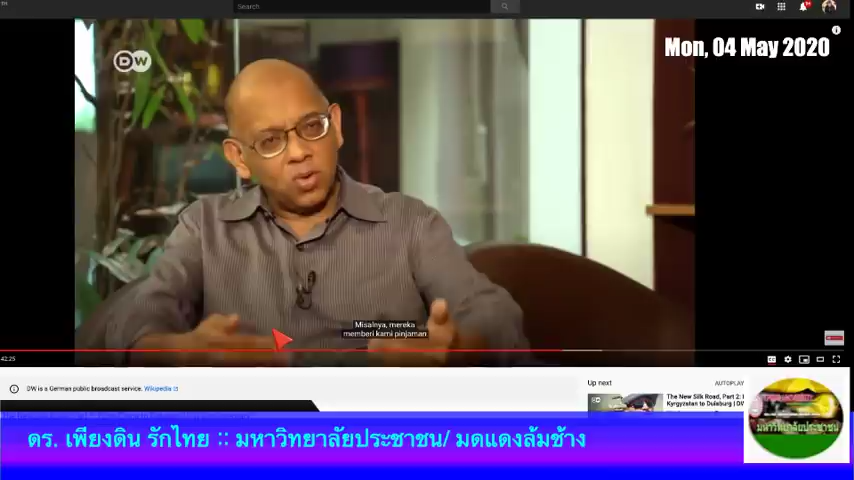 Search
Mon, 04 May 2020
DW
Misalnya, mereka
memberi kami pinjaman
42:25
DW is a German public broadcast service. Wikipedia
Up next
AUTOPLAY
The New Silk Road, Part 2:
Kyrgyzstan to Duisburg | DW
ดร. เพียงดิน รักไทย :: มหาวิทยาลัยประชาชน/ มดแดงล้มช้าง
มหาวิทยาลัยประชาชน